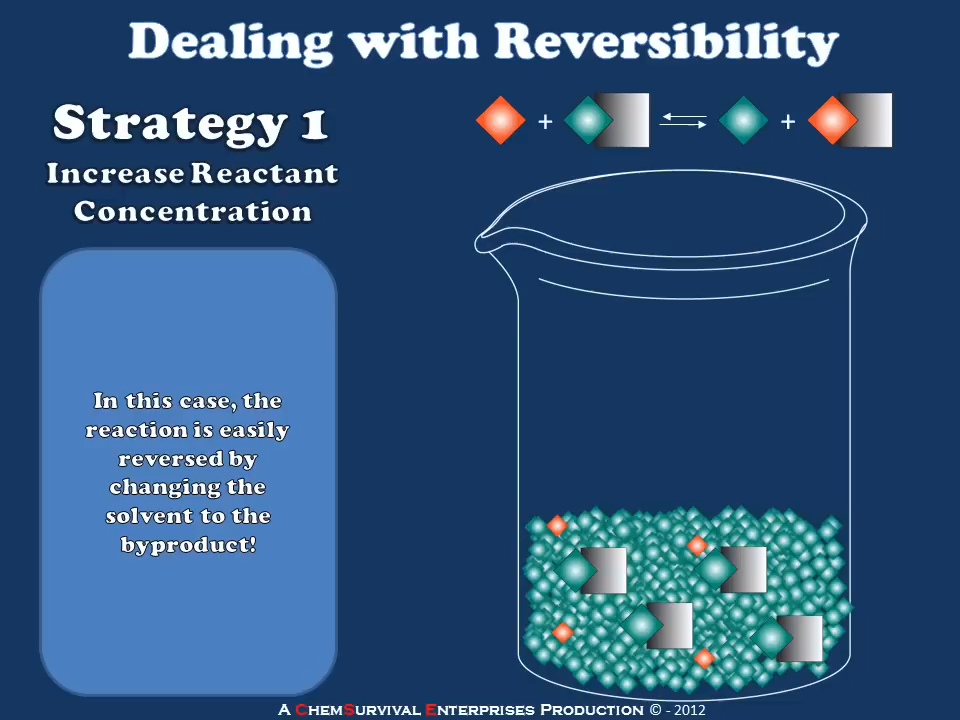 Dealing with Reversibility
Strategy 1
Increase Reactant
Concentration
+
+
In this case, the
reaction is easily
reversed by
changing the
solvent to the
byproduct!
A ChemSurvival Enterprises Production © - 2012